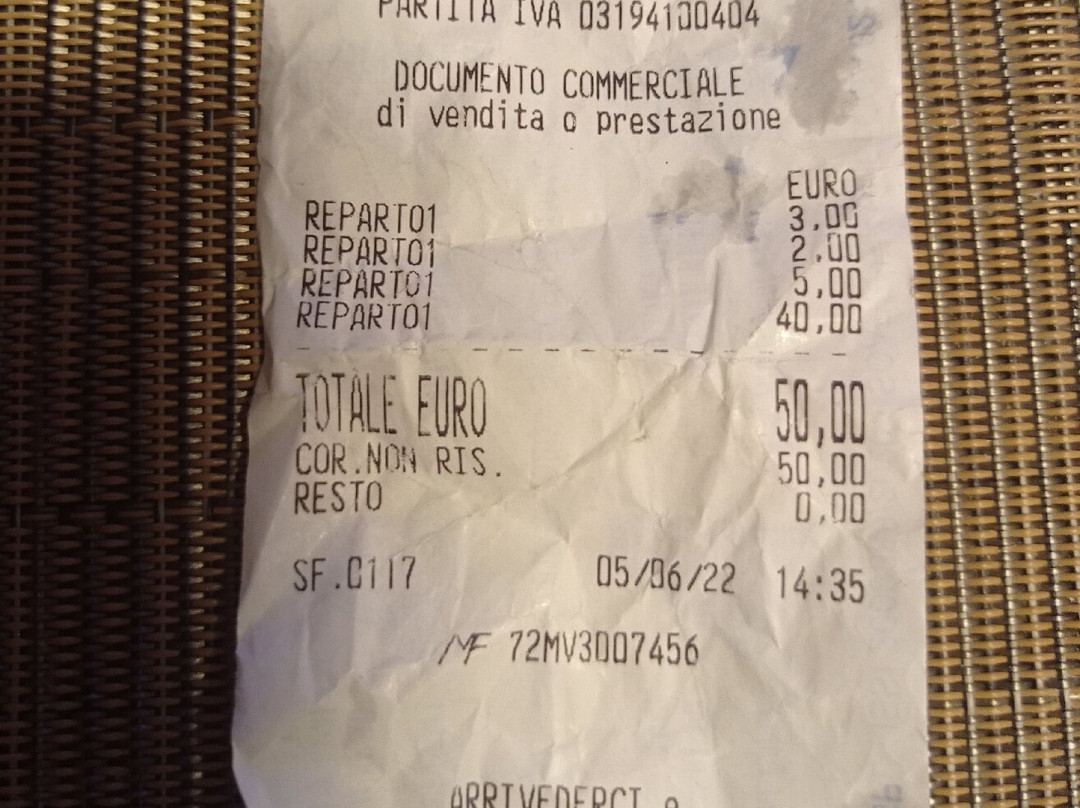 PARTITA IVA 03194100404
DOCUMENTO COMMERCIALE
di vendita o prestazione
EURO
REPARTO1 3,00
REPARTO1 2,00
REPARTO1 5,00
REPARTO1 40,00
TOTALE EURO 50,00
COR.NON RIS. 50,00
RESTO 0,00
SF.0117 05/06/22 14:35
MF 72MV3007456
ARRIVEDERCI